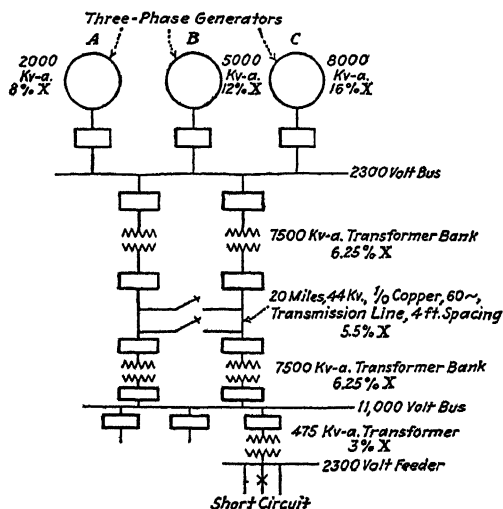 Three-Phase Generators
A B C
2000 Kv-a. 8% X
5000 Kv-a. 12% X
8000 Kv-a. 16% X
2300 Volt Bus
7500 Kv-a. Transformer Bank
6.25% X
20 Miles, 44 Kv., 1/0 Copper, 60~,
Transmission Line, 4 ft. Spacing
5.5% X
7500 Kv-a. Transformer Bank
6.25% X
11,000 Volt Bus
475 Kv-a. Transformer
3% X
2300 Volt Feeder
Short Circuit